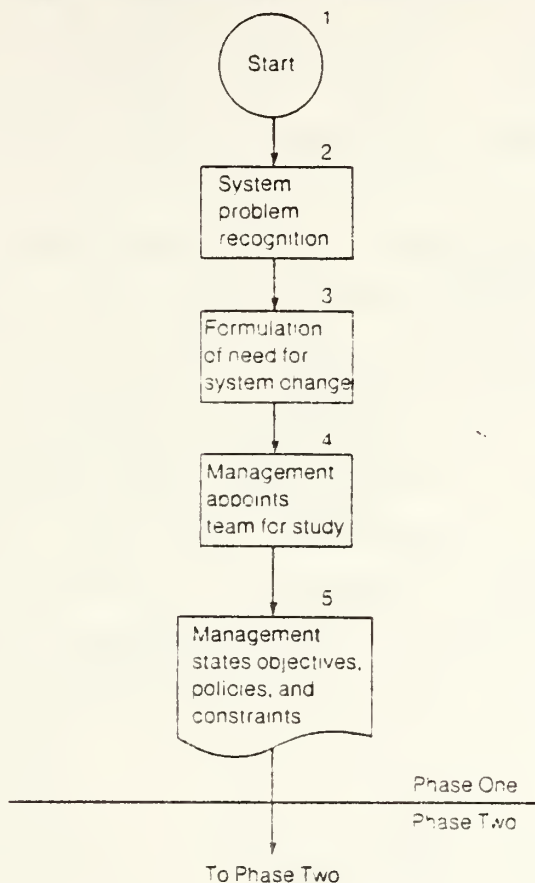 1
Start
2
System
problem
recognition
3
Formulation
of need for
system change
4
Management
appoints
team for study
5
Management
states objectives,
policies, and
constraints
Phase One
Phase Two
To Phase Two